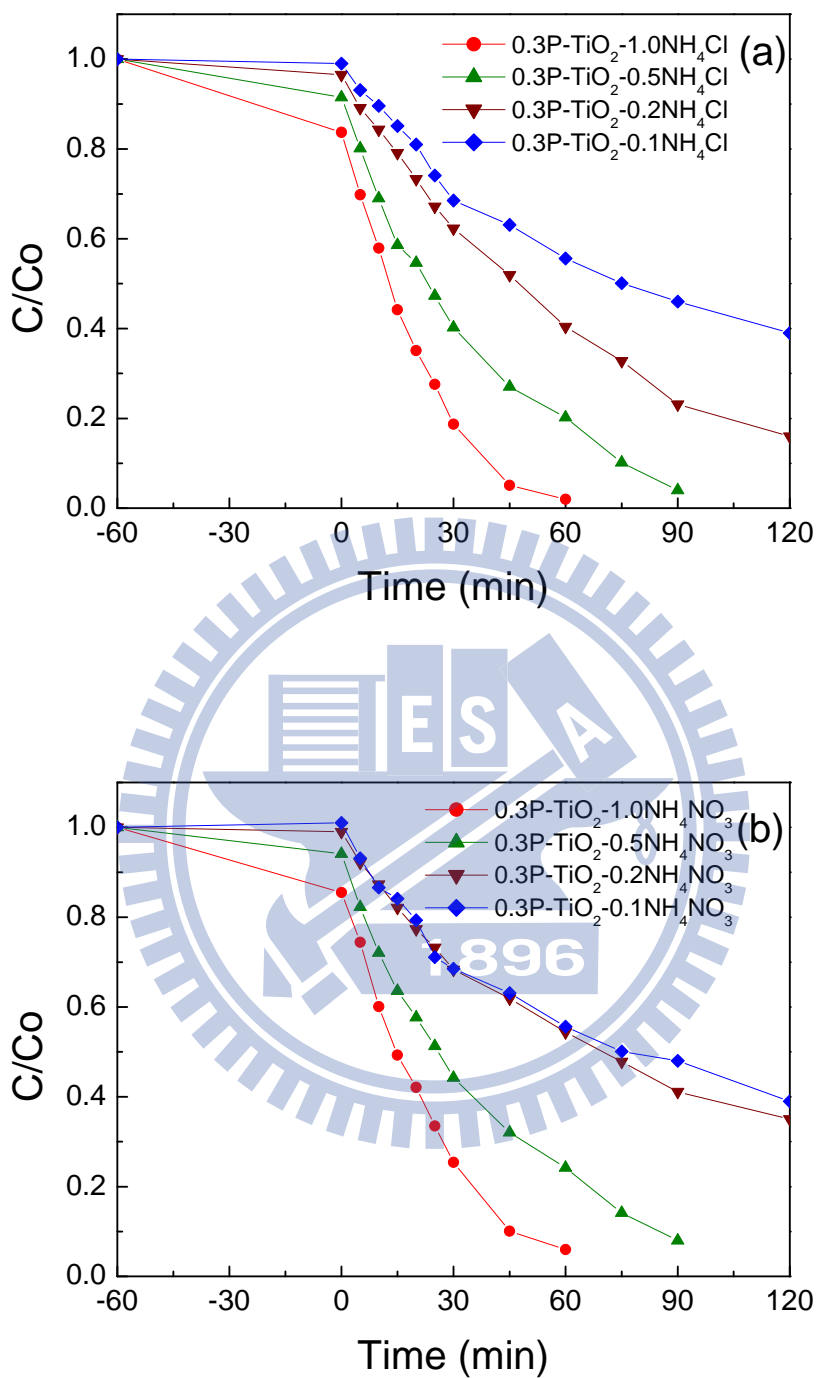 0.3P-TiO₂-1.0NH₄Cl (a)
0.3P-TiO₂-0.5NH₄Cl
0.3P-TiO₂-0.2NH₄Cl
0.3P-TiO₂-0.1NH₄Cl
1.0
0.8
0.6
0.4
0.2
0.0
C/Co
-60 -30 0 30 60 90 120
Time (min)
E S A
1896
0.3P-TiO₂-1.0NH₄NO₃ (b)
0.3P-TiO₂-0.5NH₄NO₃
0.3P-TiO₂-0.2NH₄NO₃
0.3P-TiO₂-0.1NH₄NO₃
1.0
0.8
0.6
0.4
0.2
0.0
C/Co
-60 -30 0 30 60 90 120
Time (min)